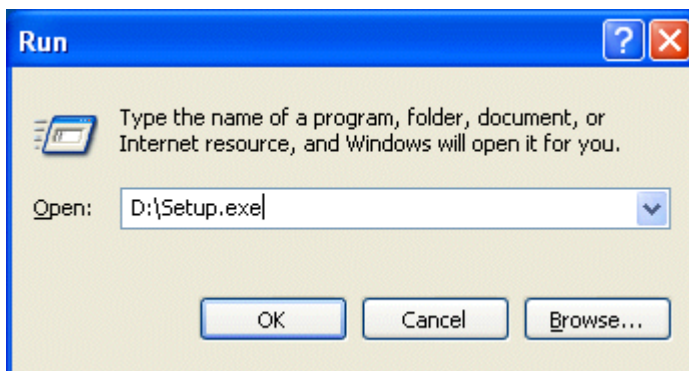 Run
Type the name of a program, folder, document, or
Internet resource, and Windows will open it for you.
Open: D:\Setup.exe
OK Cancel Browse...